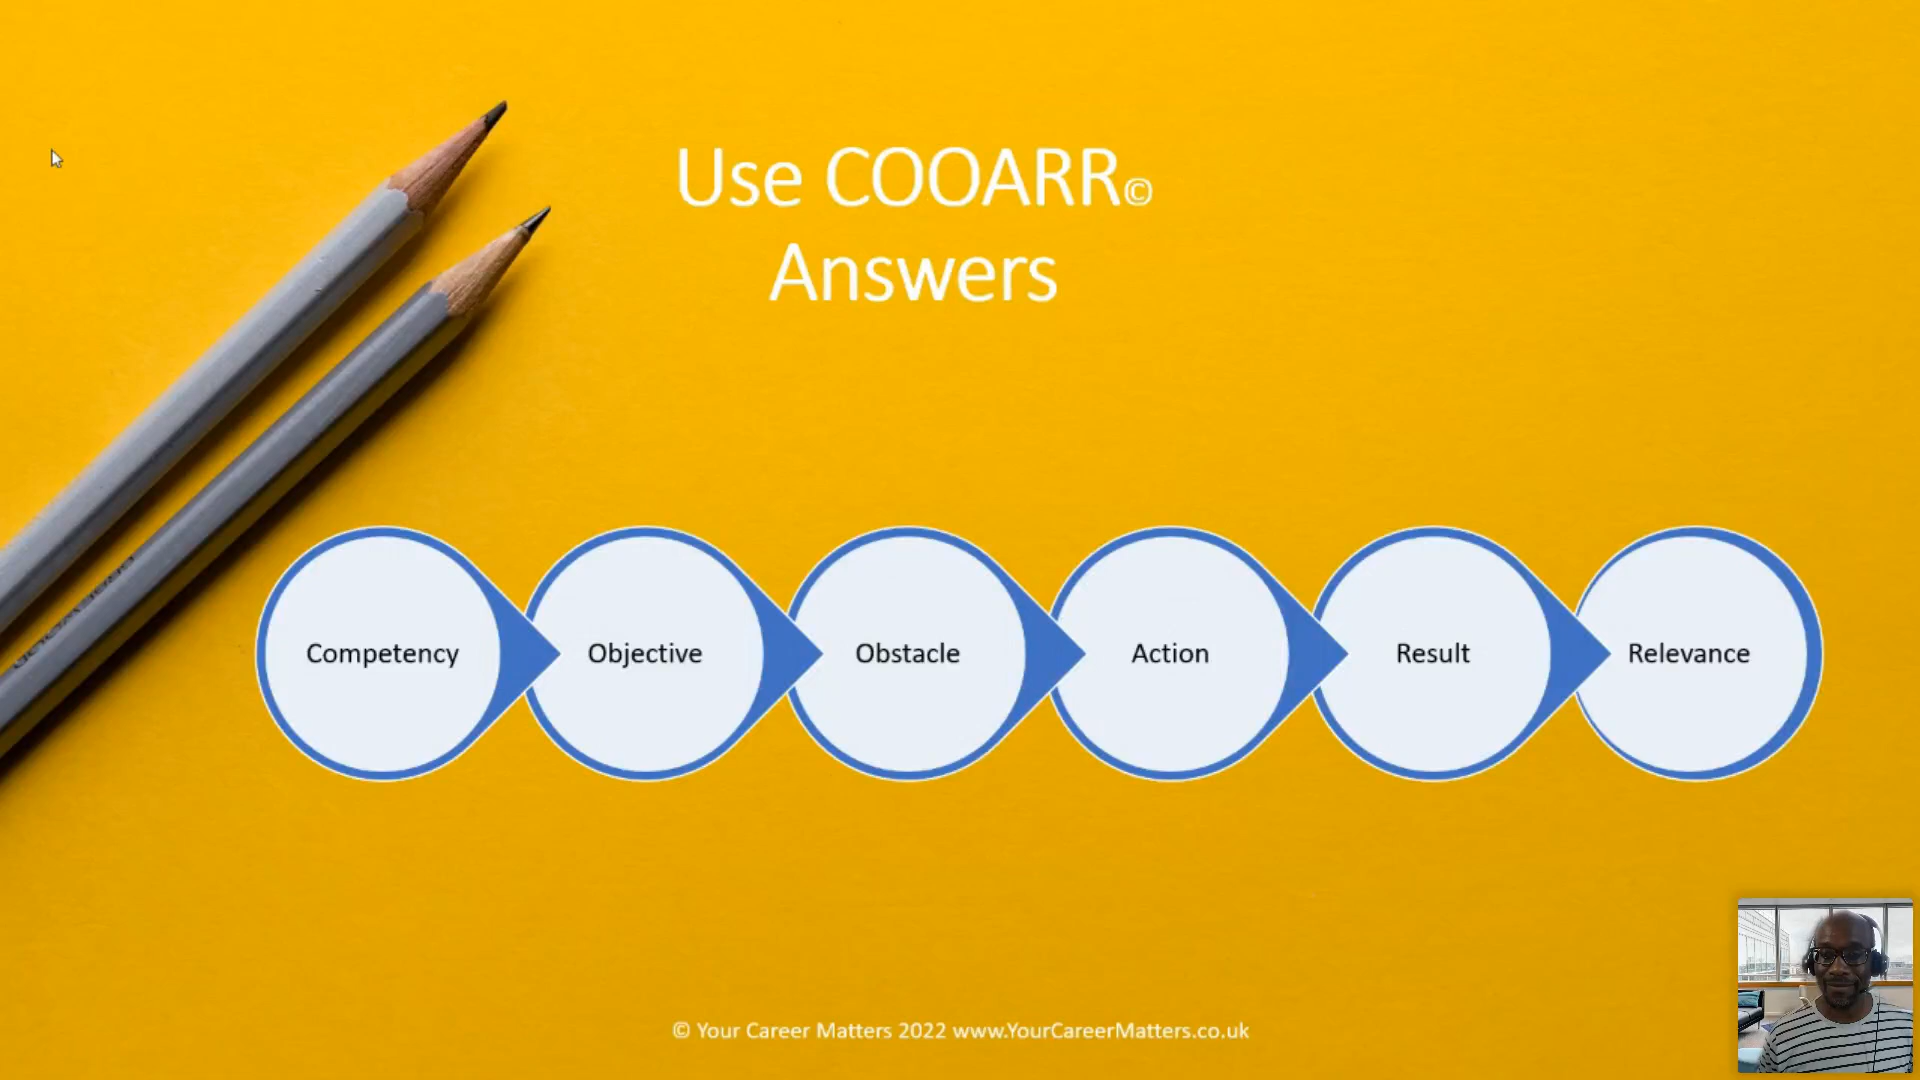 Use COOARR©
Answers
Competency
Objective
Obstacle
Action
Result
Relevance
© Your Career Matters 2022 www.YourCareerMatters.co.uk